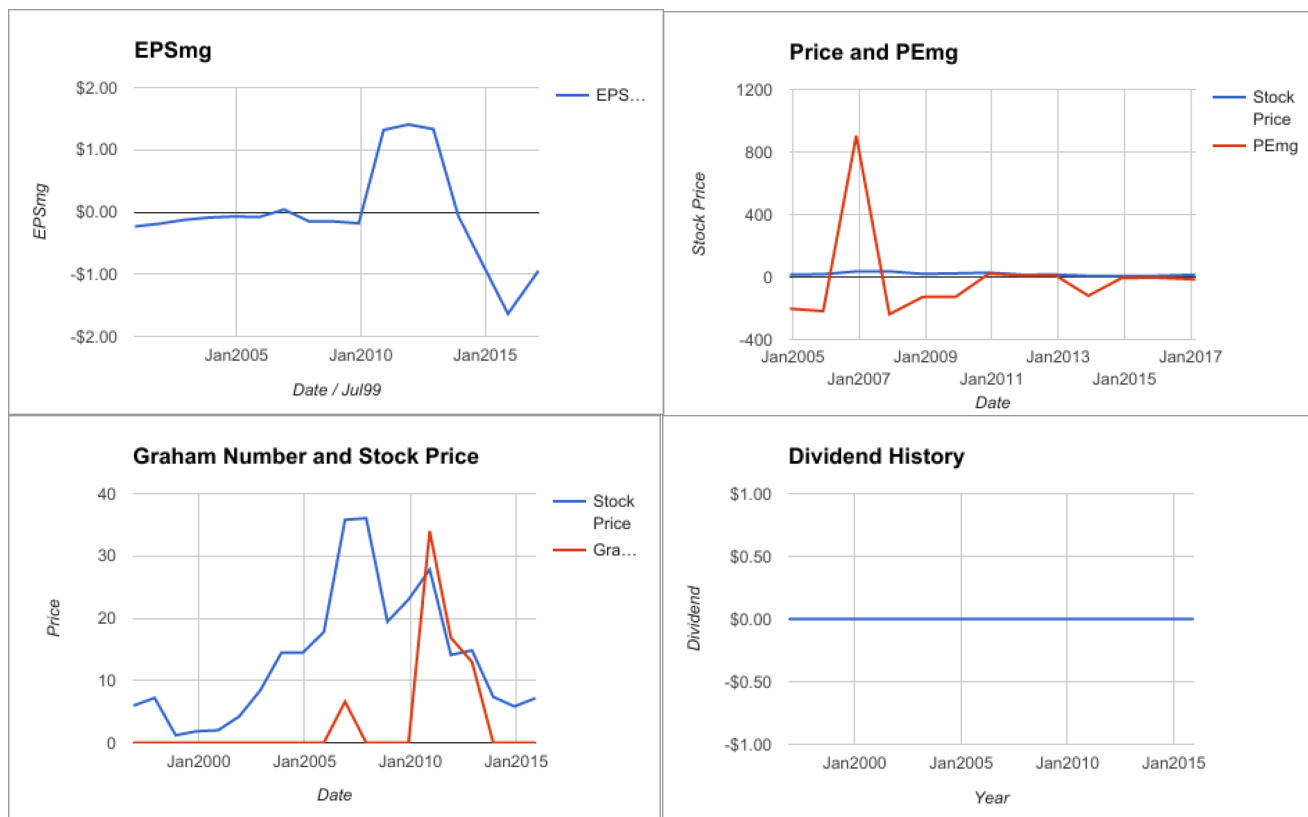 EPSmg
$2.00
$1.00
$0.00
-$1.00
-$2.00
EPSmg
Jan2005
Jan2010
Jan2015
Date / Jul99
EPS…
Price and PEmg
1200
800
400
0
-400
Stock Price
Jan2005
Jan2009
Jan2013
Jan2017
Jan2007
Jan2011
Jan2015
Date
Stock
Price
PEmg
Graham Number and Stock Price
40
30
20
10
0
Price
Jan2000
Jan2005
Jan2010
Jan2015
Date
Stock
Price
Gra…
Dividend History
$1.00
$0.50
$0.00
-$0.50
-$1.00
Dividend
Jan2000
Jan2005
Jan2010
Jan2015
Year